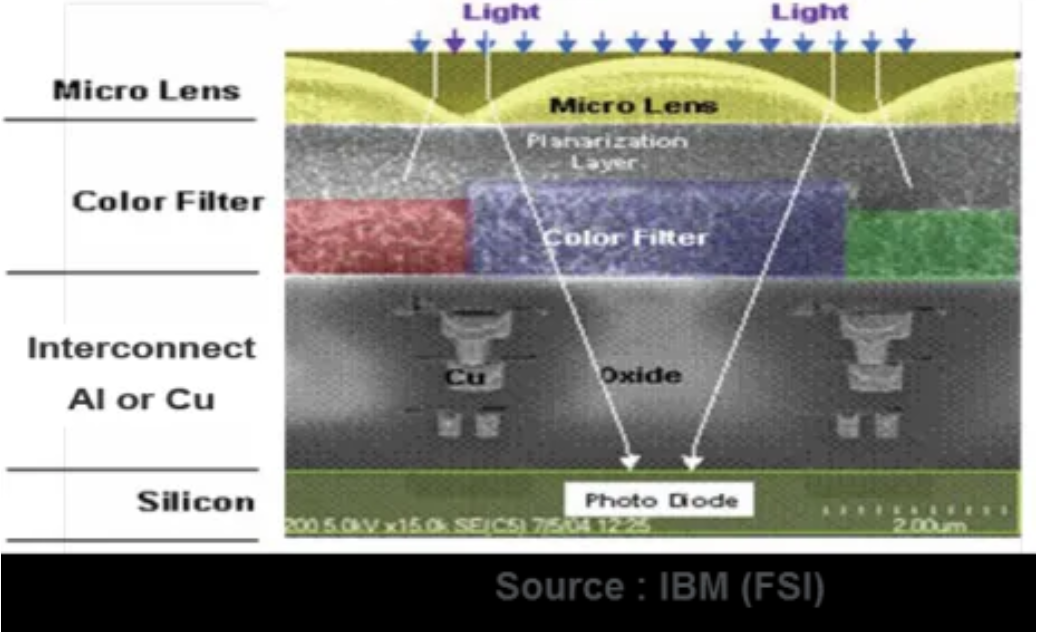 Light Light
Micro Lens
Micro Lens
Planarization
Layer
Color Filter
Color Filter
Interconnect
Al or Cu
Cu
Oxide
Silicon
Photo Diode
200 5.0kV x15.0k SE(C5) 7/5/04 12:25
2.00um
Source : IBM (FSI)